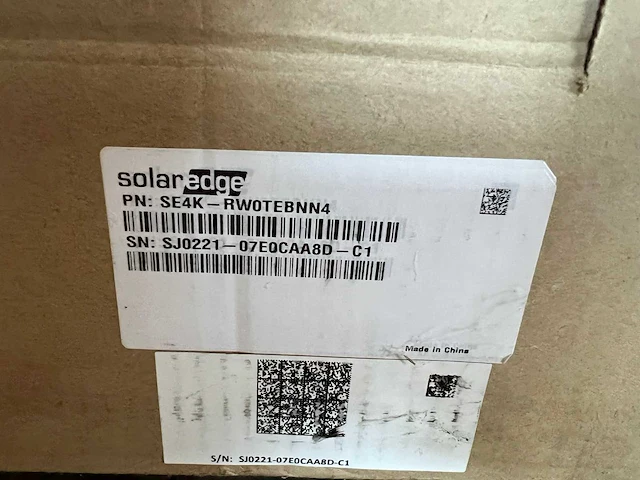 solaredge
PN: SE4K-RW0TEBNN4
SN: SJ0221-07E0CAA8D-C1
Made in China
S/N: SJ0221-07E0CAA8D-C1